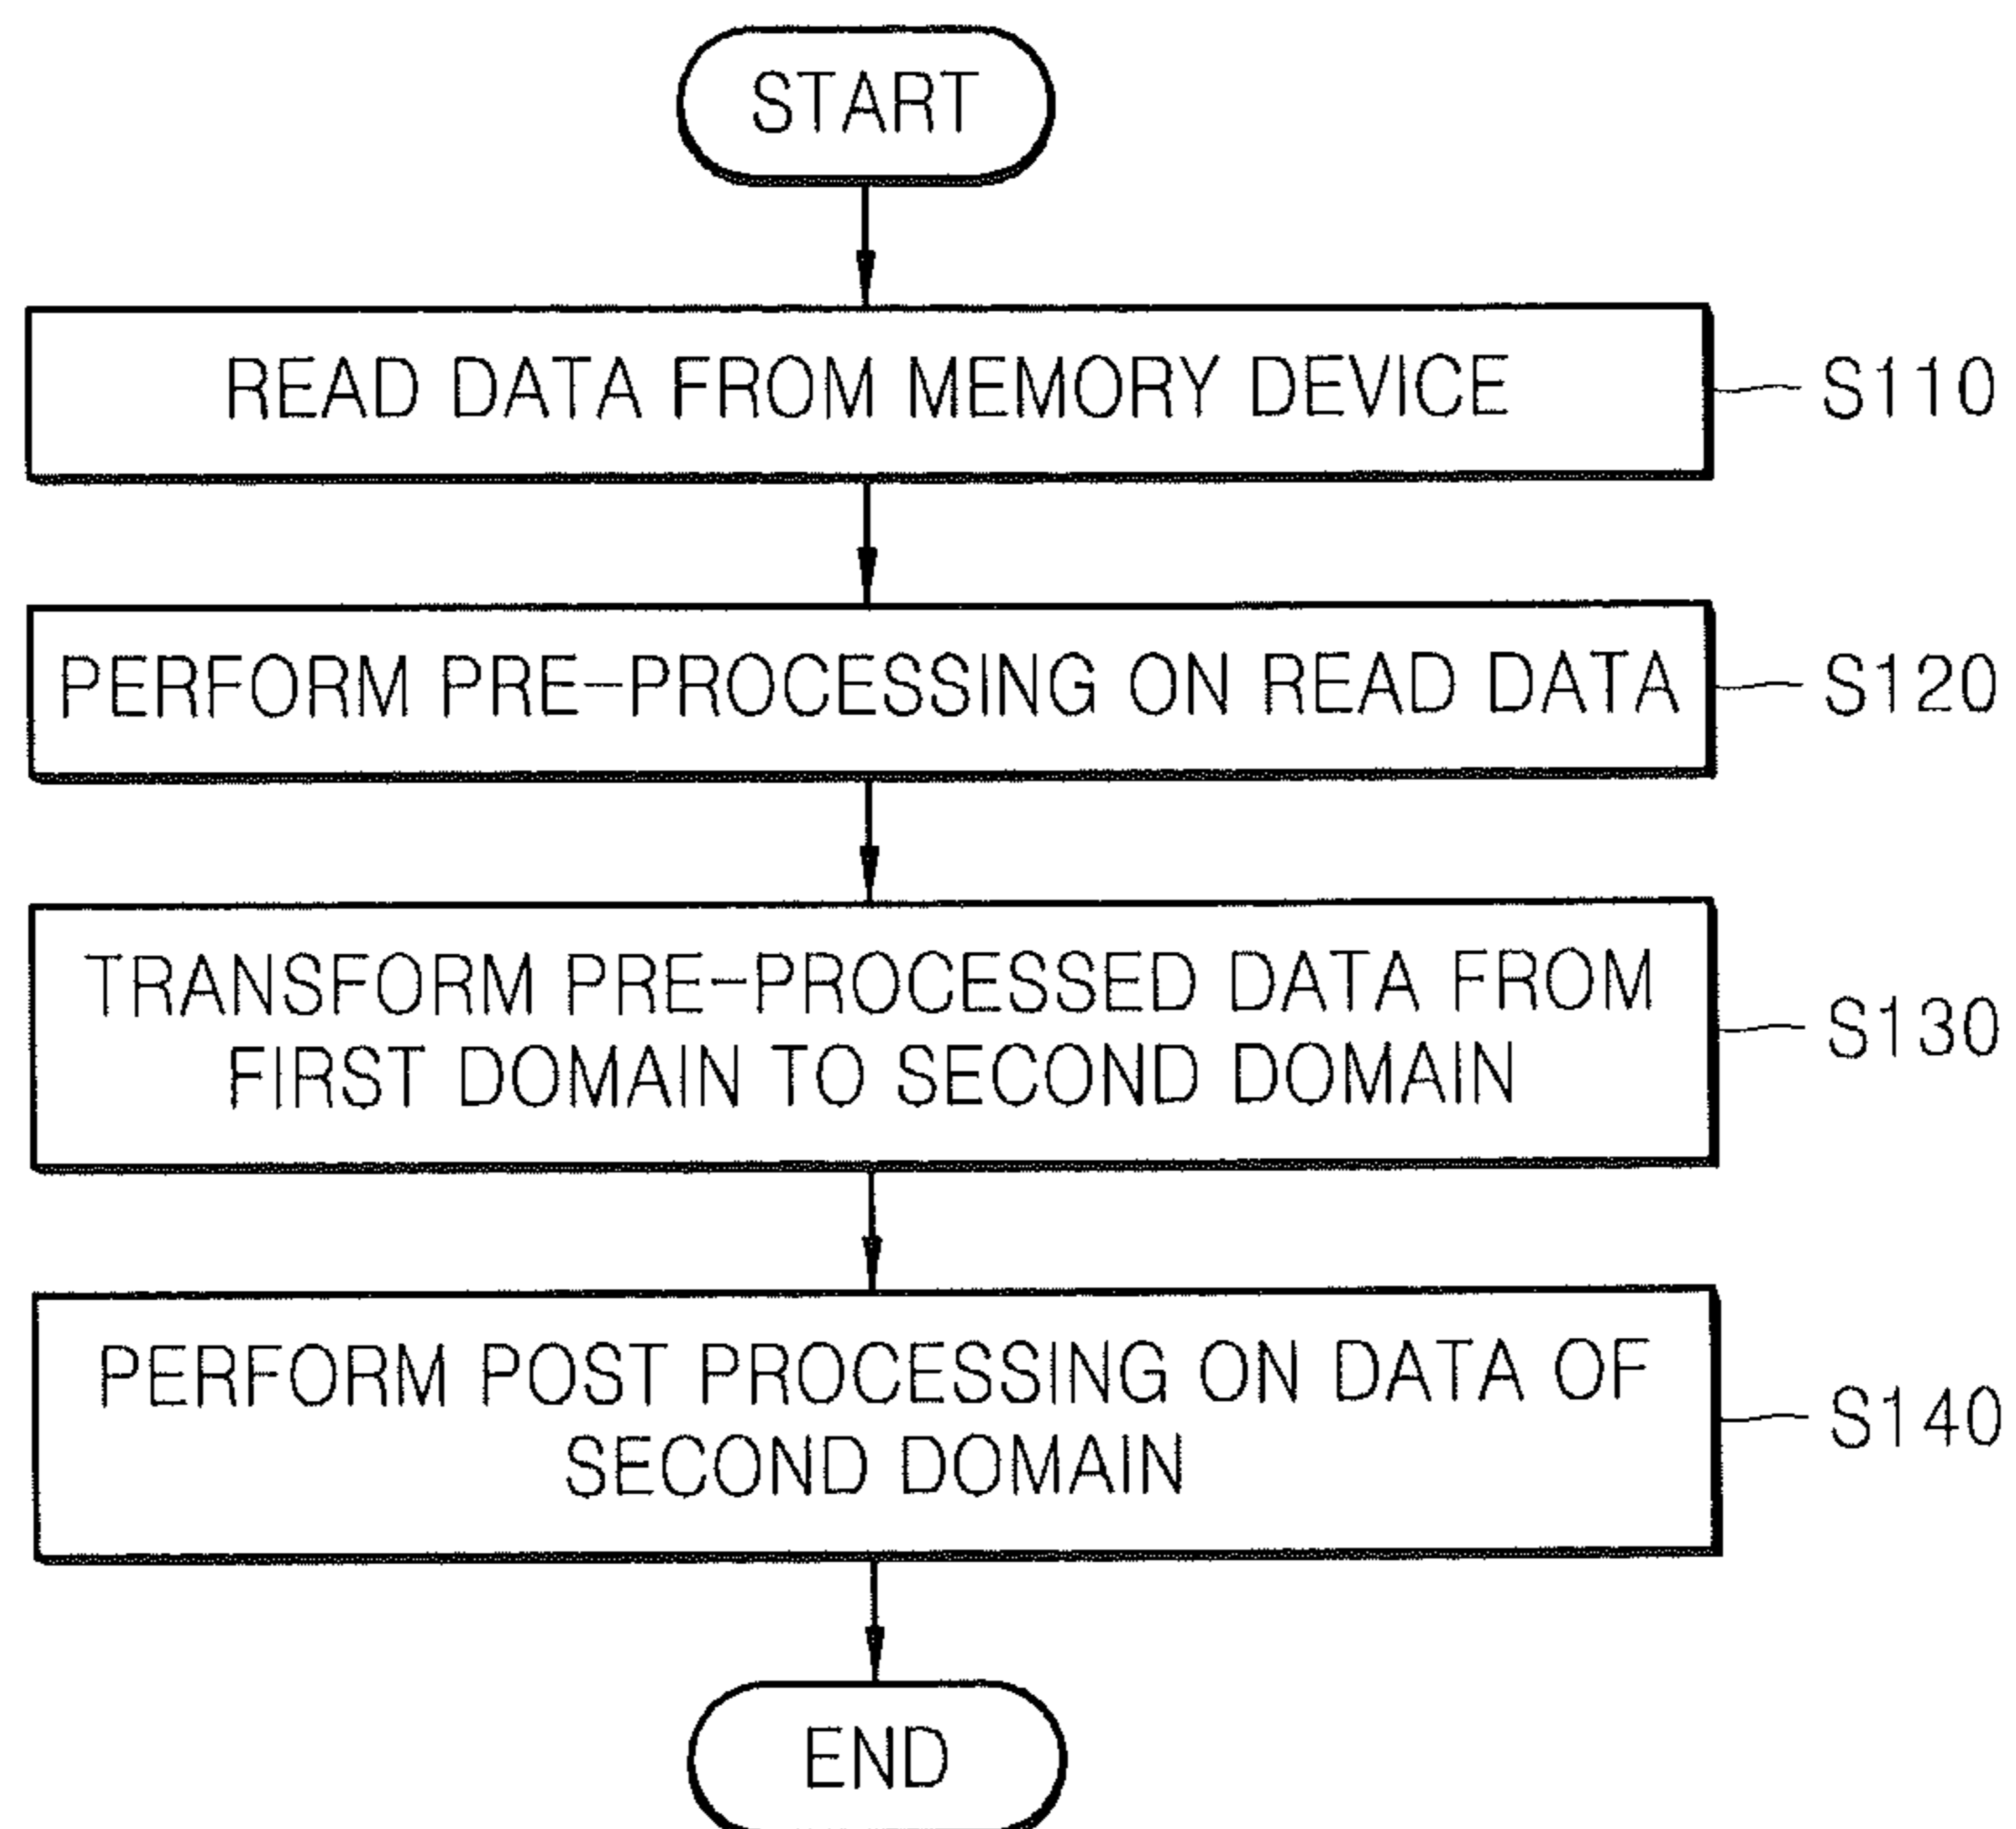 START
READ DATA FROM MEMORY DEVICE
S110
PERFORM PRE-PROCESSING ON READ DATA
S120
TRANSFORM PRE-PROCESSED DATA FROM
FIRST DOMAIN TO SECOND DOMAIN
S130
PERFORM POST PROCESSING ON DATA OF
SECOND DOMAIN
S140
END